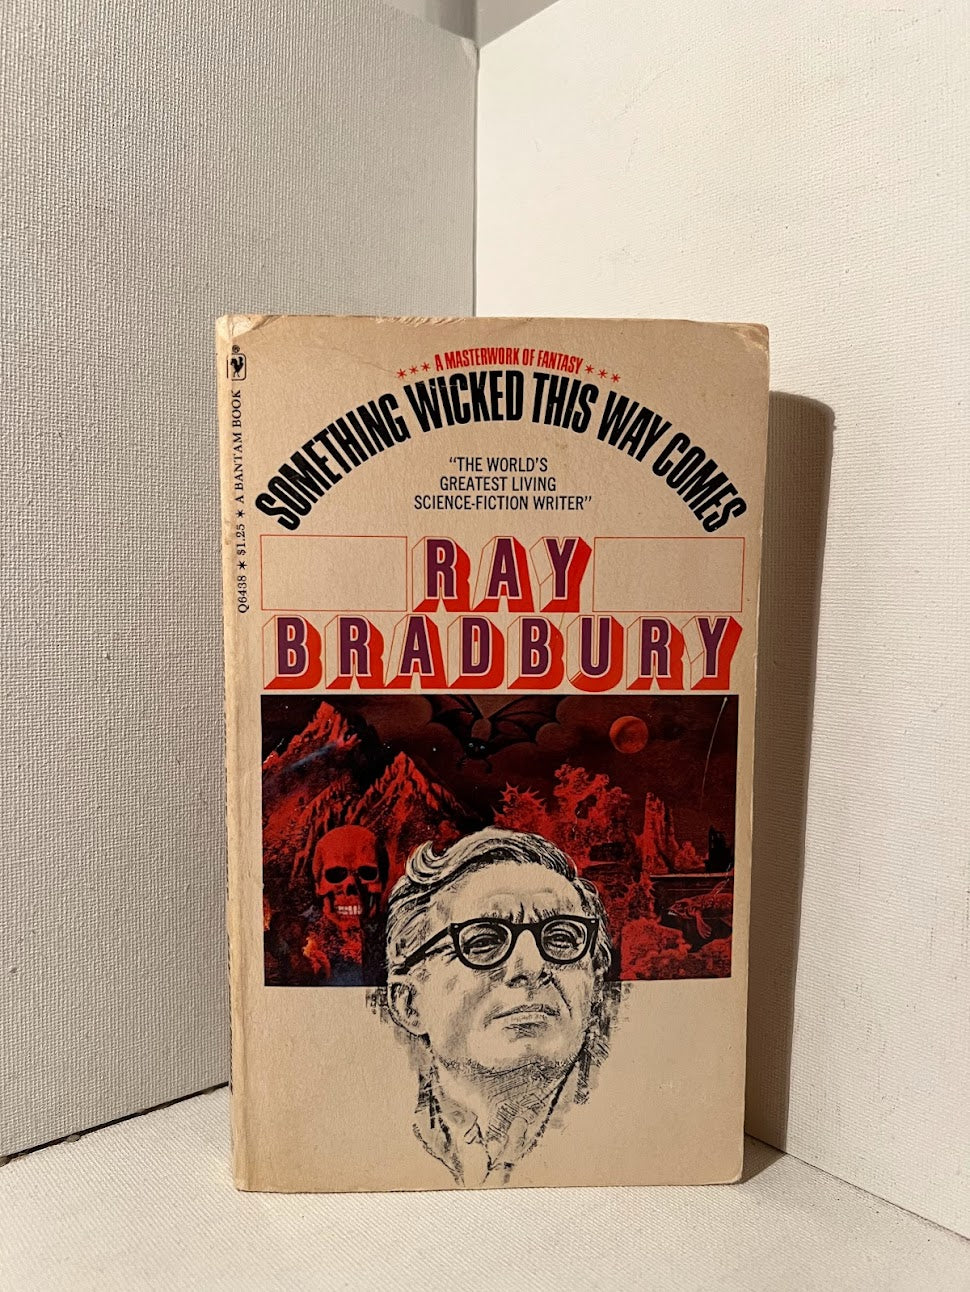 ★★★ A MASTERWORK OF FANTASY ★★★
SOMETHING WICKED THIS WAY COMES
“THE WORLD’S
GREATEST LIVING
SCIENCE-FICTION WRITER”
RAY
BRADBURY
Q6438 ★ $1.25 ★ A BANTAM BOOK